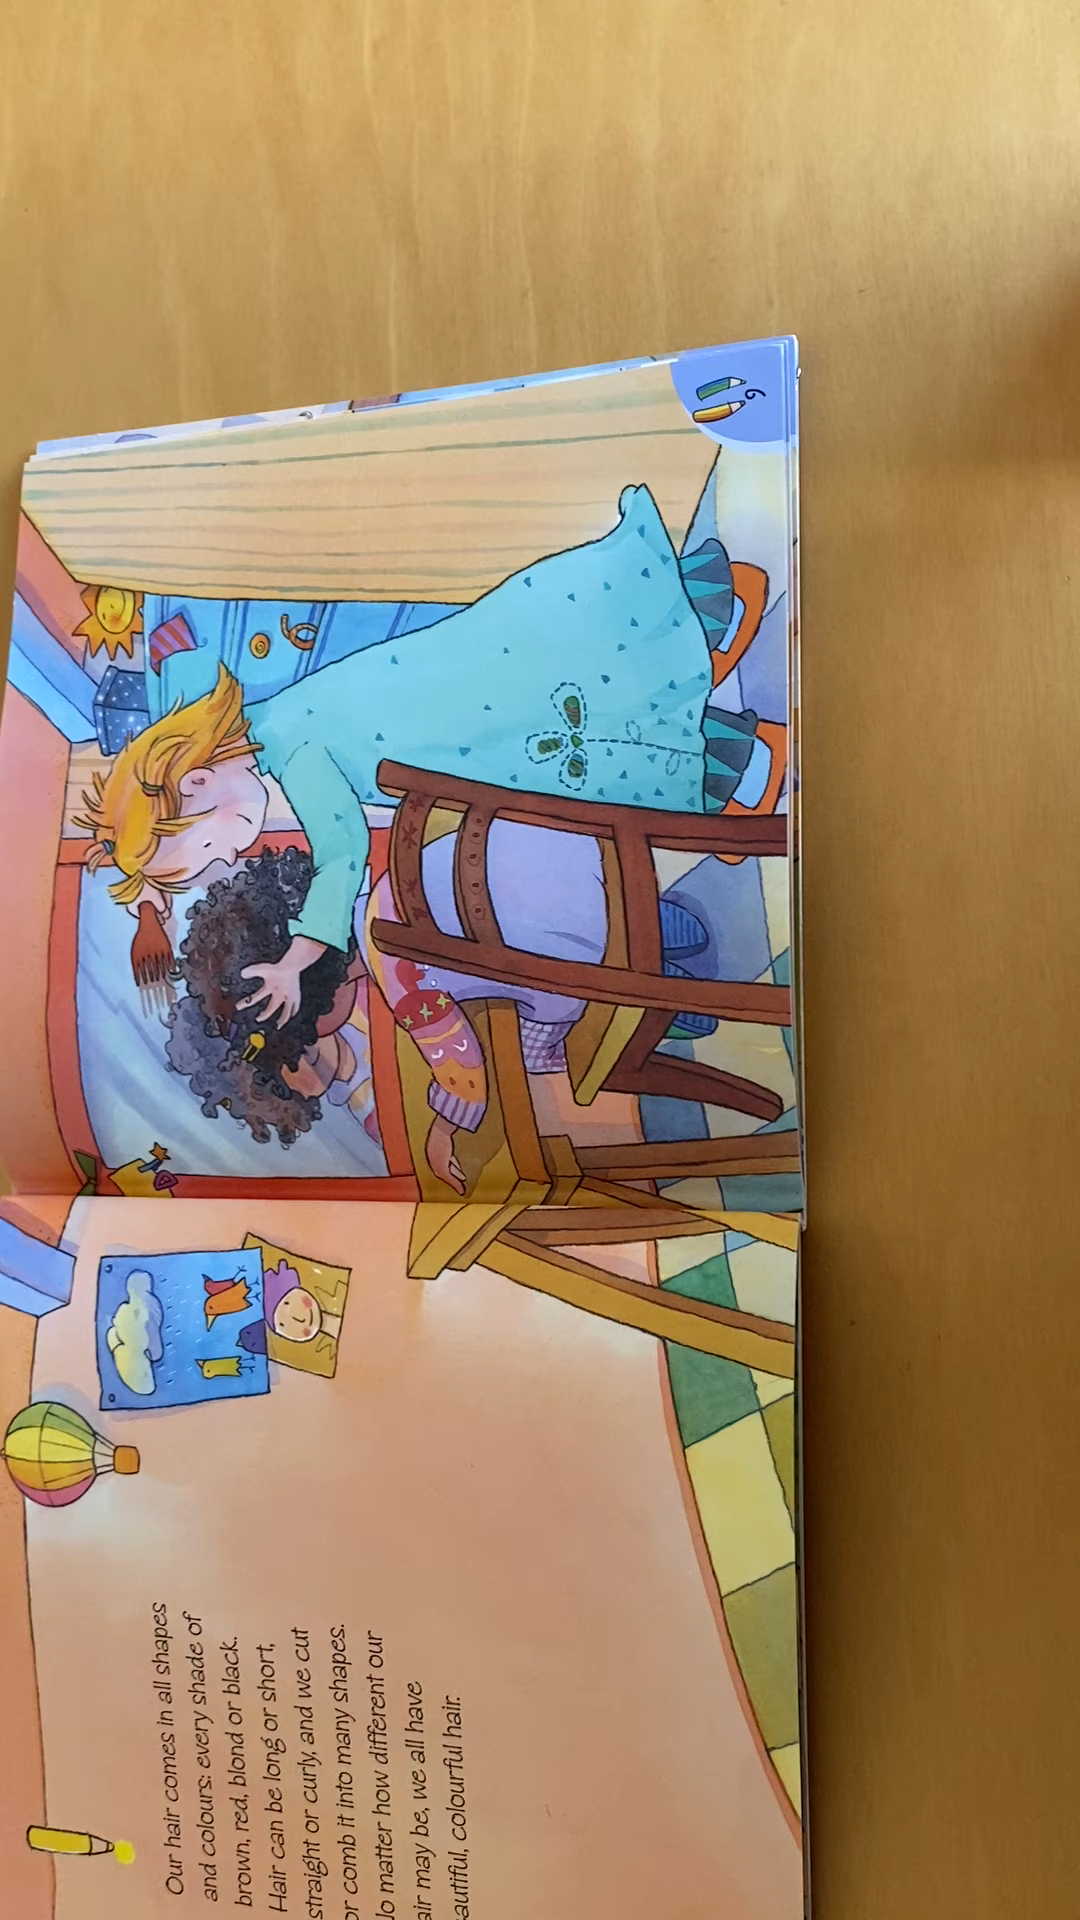 Our hair comes in all shapes
and colours: every shade of
brown, red, blond or black.
Hair can be long or short,
straight or curly, and we cut
or comb it into many shapes.
matter how different our
may be, we all have
colourful hair.
6